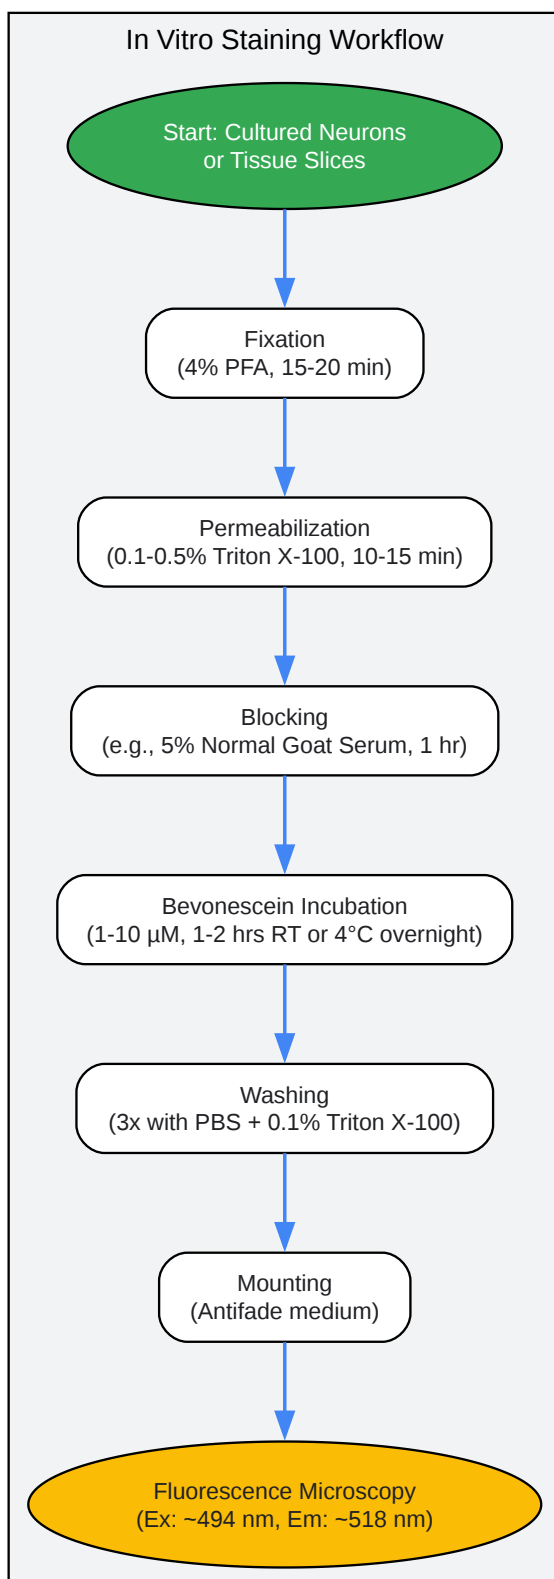 In Vitro Staining Workflow
Start: Cultured Neurons
or Tissue Slices
Fixation
(4% PFA, 15-20 min)
Permeabilization
(0.1-0.5% Triton X-100, 10-15 min)
Blocking
(e.g., 5% Normal Goat Serum, 1 hr)
Bevonescein Incubation
(1-10 µM, 1-2 hrs RT or 4°C overnight)
Washing
(3x with PBS + 0.1% Triton X-100)
Mounting
(Antifade medium)
Fluorescence Microscopy
(Ex: ~494 nm, Em: ~518 nm)